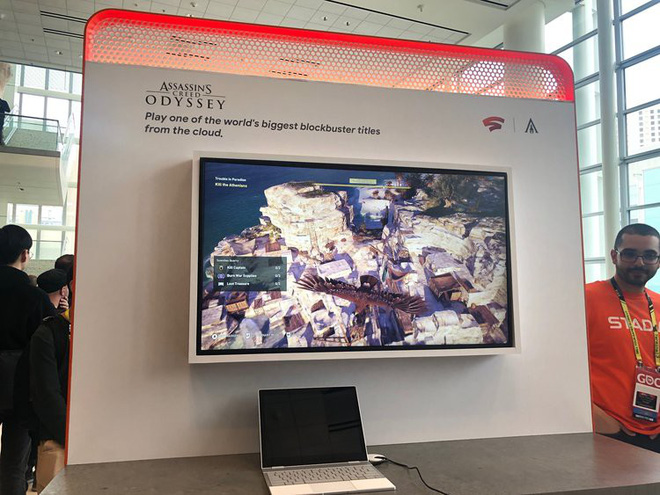 ASSASSIN'S
CREED
ODYSSEY
Play one of the world's biggest blockbuster titles
from the cloud.
Trouble in Paradise
Kill the Athenians
Kill Captain
Burn War Supplies
Loot Treasure
STAD
GDC